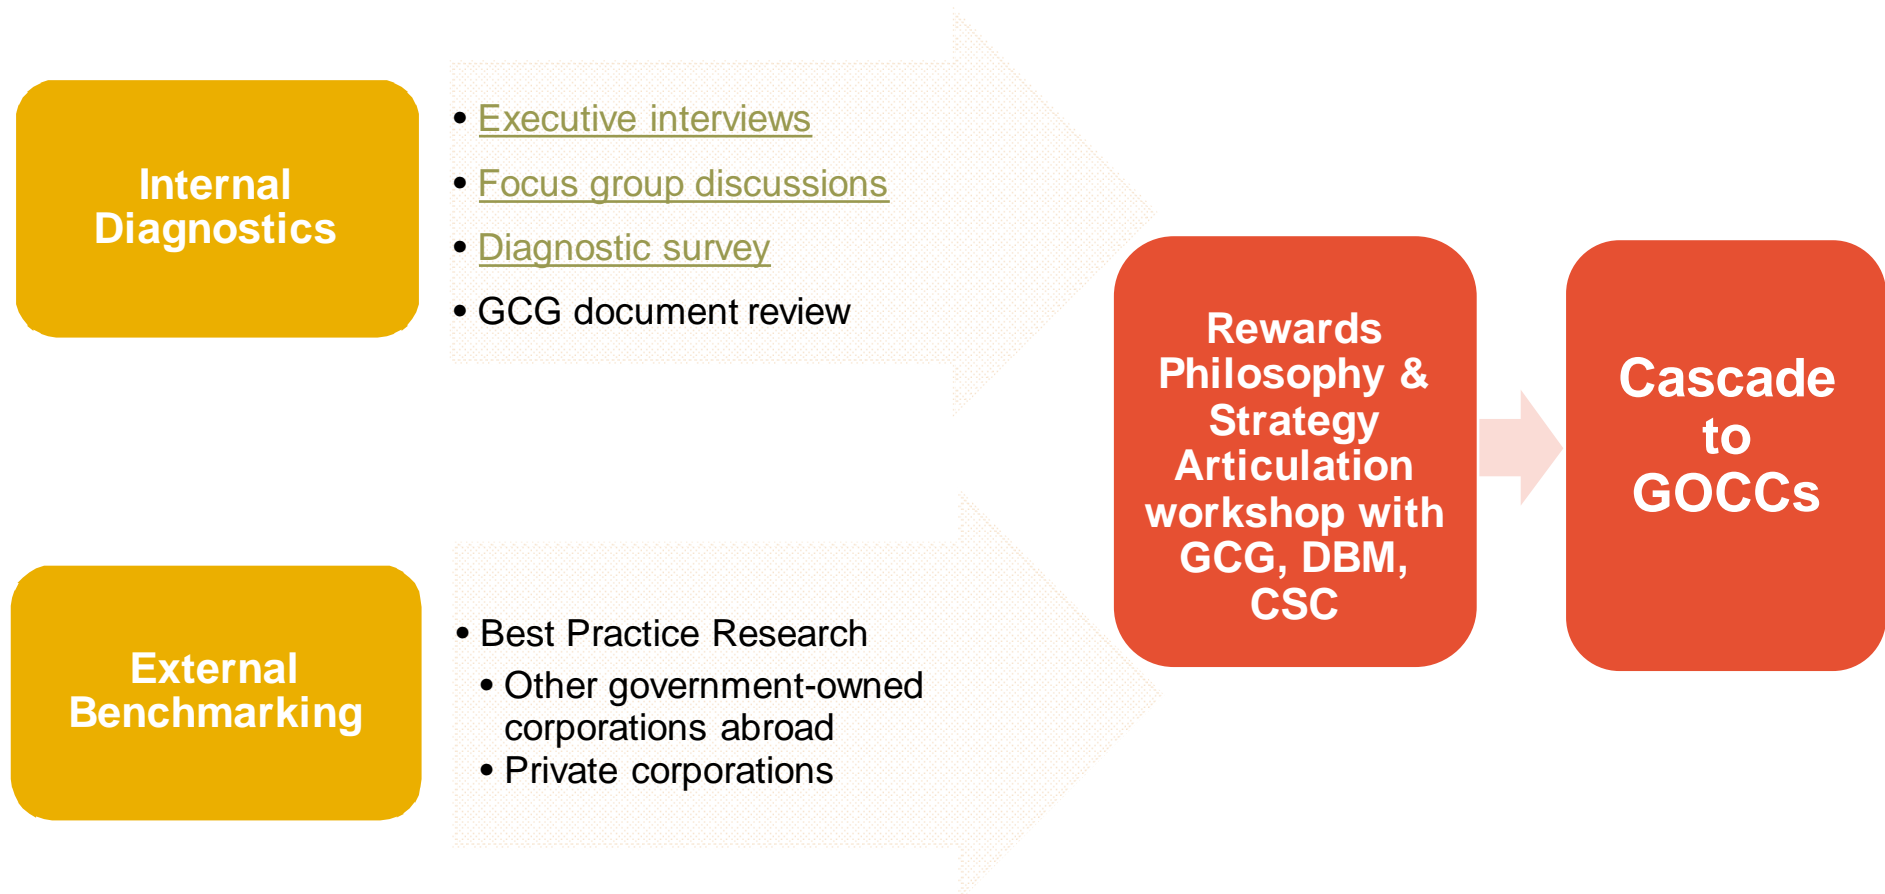 Internal
Diagnostics
• Executive interviews
• Focus group discussions
• Diagnostic survey
• GCG document review
External
Benchmarking
• Best Practice Research
• Other government-owned
corporations abroad
• Private corporations
Rewards
Philosophy &
Strategy
Articulation
workshop with
GCG, DBM,
CSC
Cascade
to
GOCCs